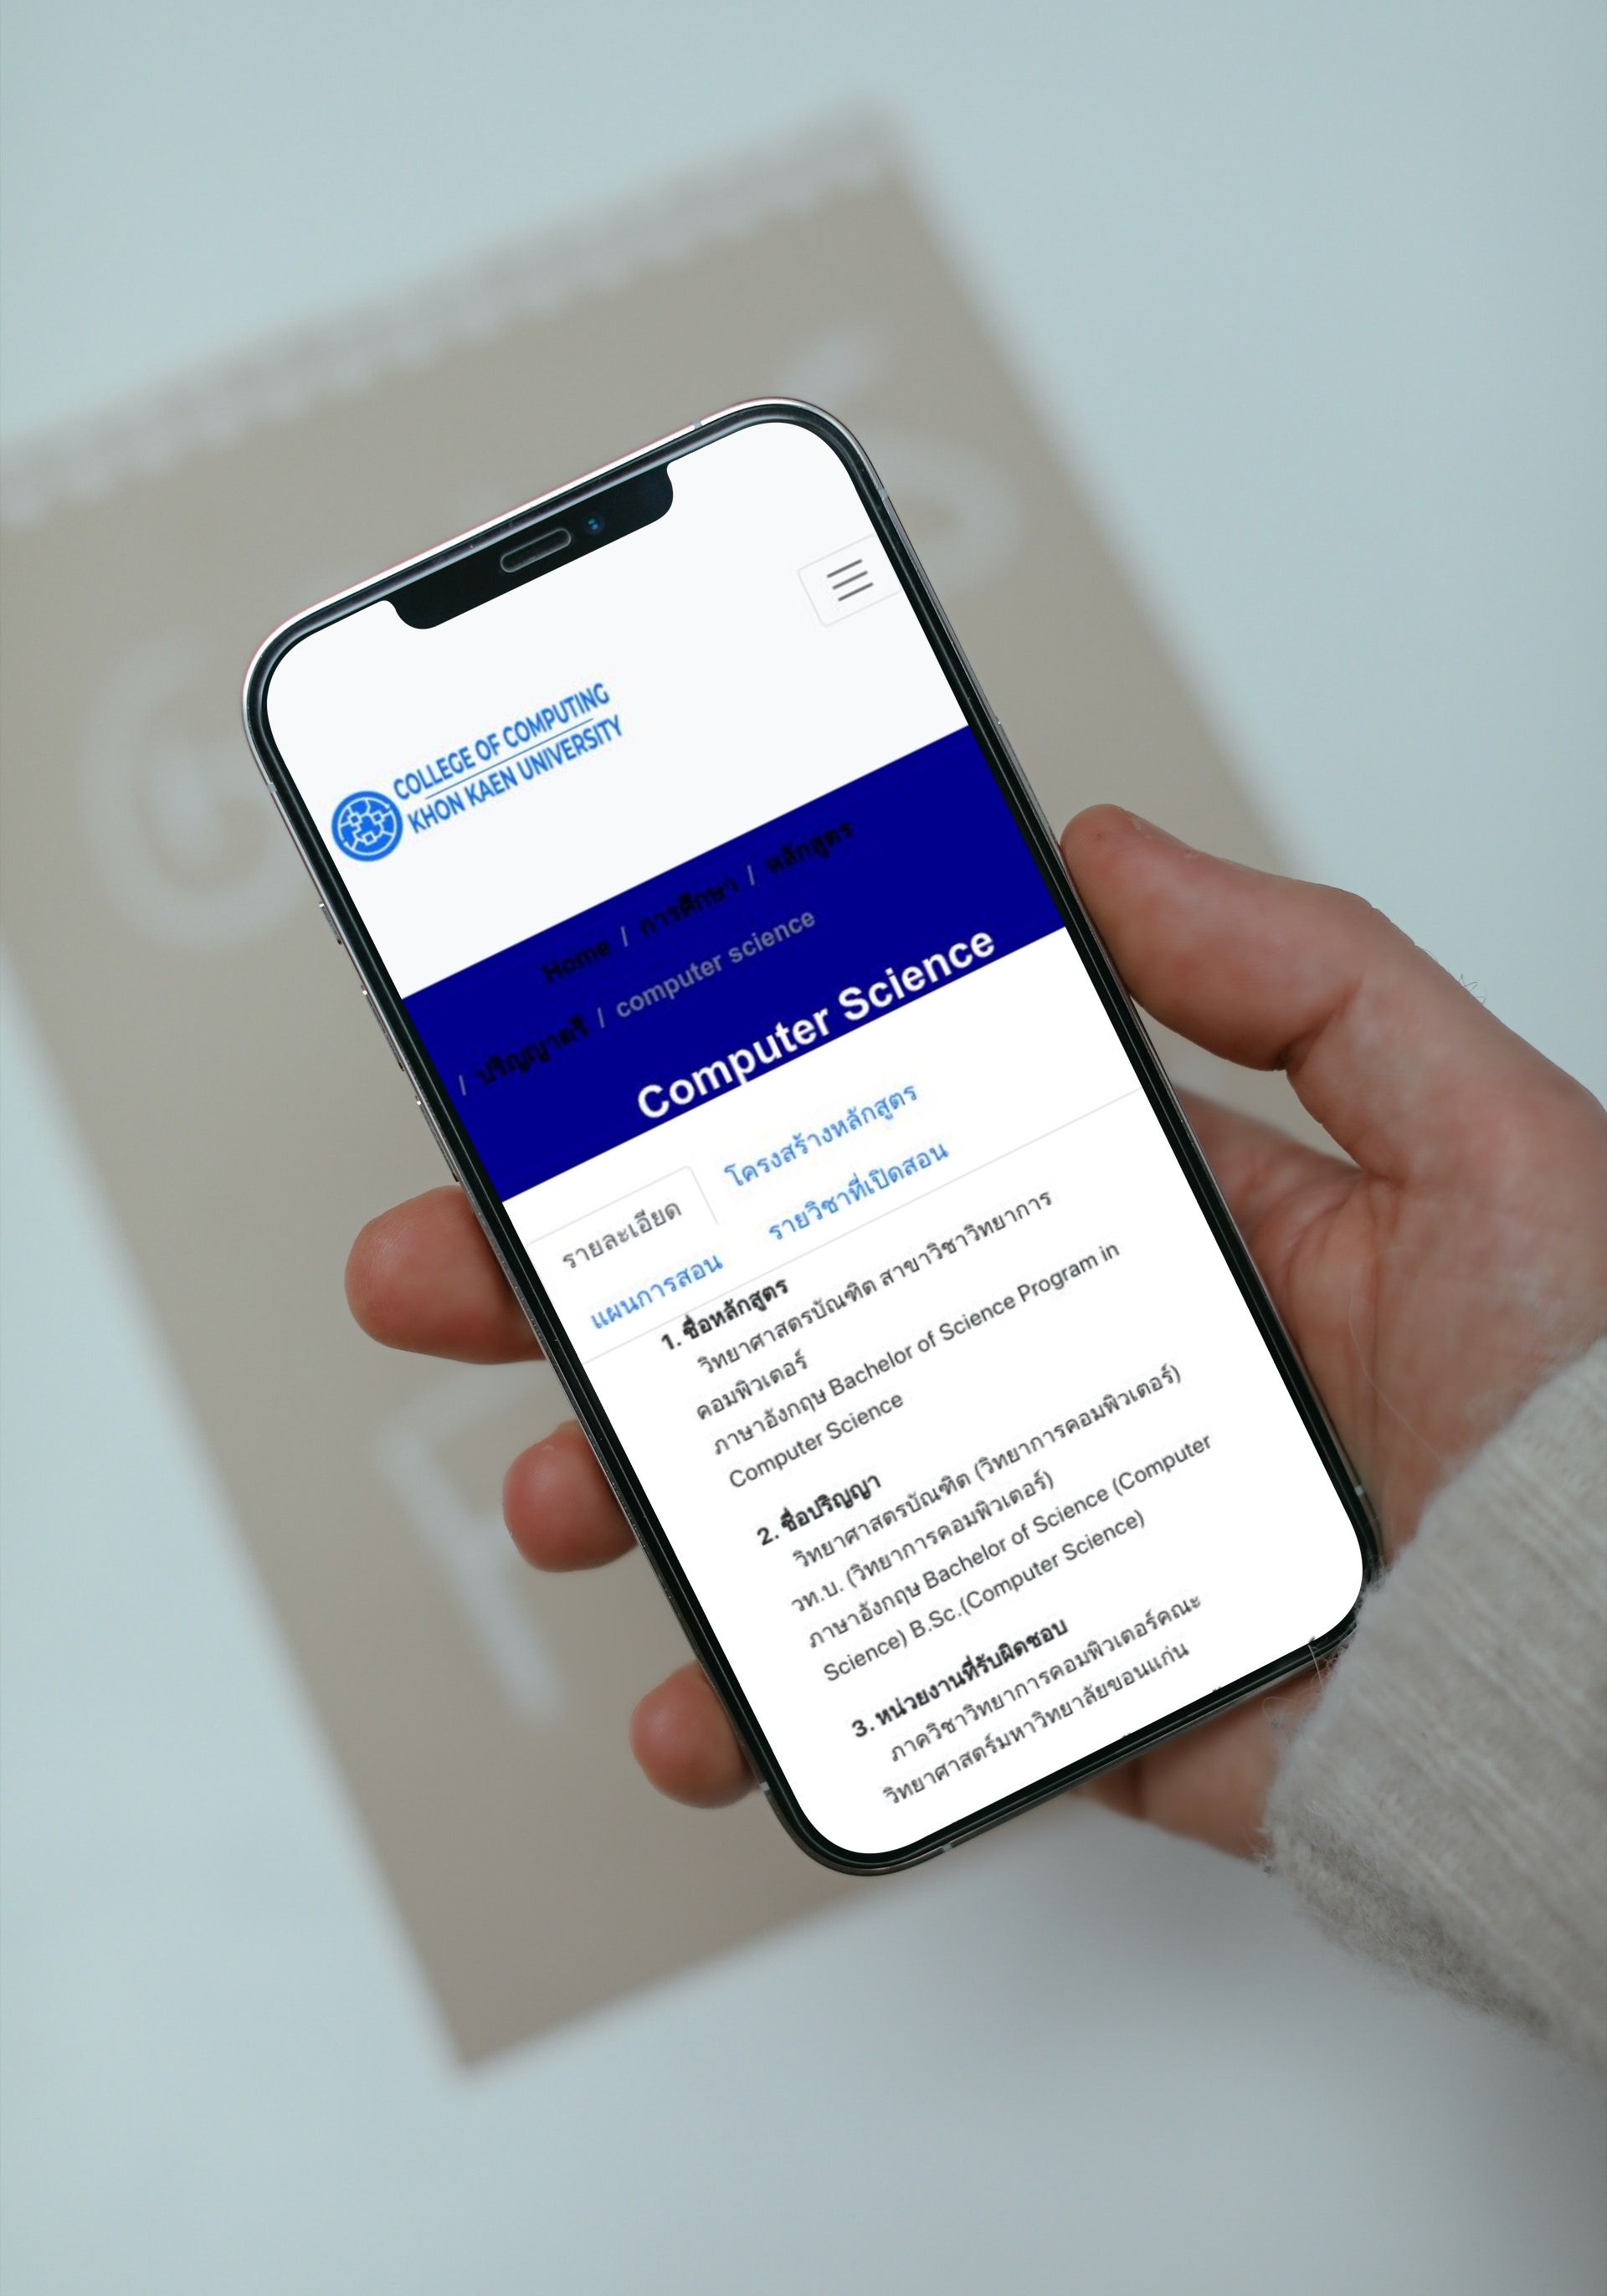 COLLEGE OF COMPUTING
KHON KAEN UNIVERSITY
Home / การศึกษา / หลักสูตร
/ ปริญญาตรี / computer science
Computer Science
รายละเอียด
โครงสร้างหลักสูตร
แผนการสอน
รายวิชาที่เปิดสอน
1. ชื่อหลักสูตร
วิทยาศาสตรบัณฑิต สาขาวิชาวิทยาการ
คอมพิวเตอร์
ภาษาอังกฤษ Bachelor of Science Program in
Computer Science
2. ชื่อปริญญา
วิทยาศาสตรบัณฑิต (วิทยาการคอมพิวเตอร์)
วท.บ. (วิทยาการคอมพิวเตอร์)
ภาษาอังกฤษ Bachelor of Science (Computer
Science) B.Sc.(Computer Science)
3. หน่วยงานที่รับผิดชอบ
ภาควิชาวิทยาการคอมพิวเตอร์คณะ
วิทยาศาสตร์มหาวิทยาลัยขอนแก่น